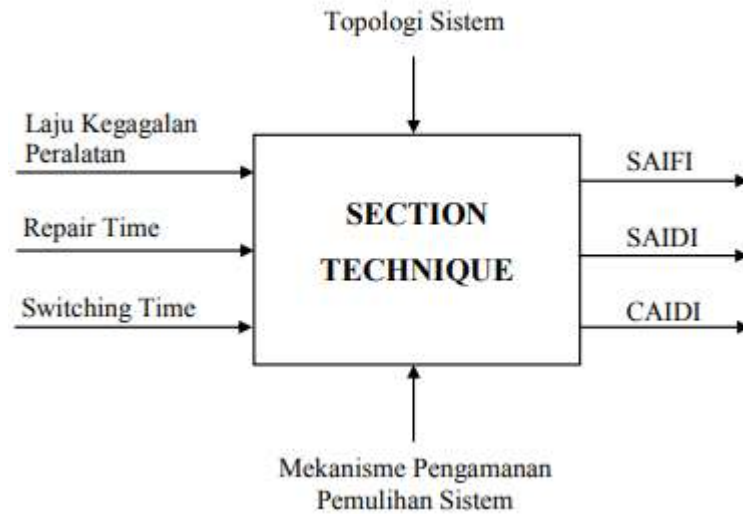 Topologi Sistem
Laju Kegagalan
Peralatan
Repair Time
Switching Time
SECTION
TECHNIQUE
SAIFI
SAIDI
CAIDI
Mekanisme Pengamanan
Pemulihan Sistem